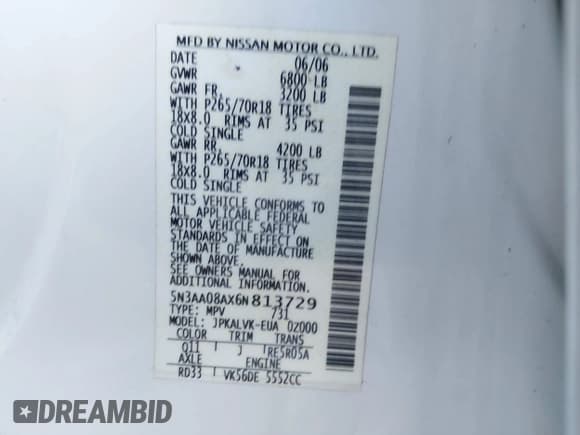 MFD BY NISSAN MOTOR CO., LTD.
DATE 06/06
GVWR 6800 LB
GAWR FR. 3200 LB
WITH P265/70R18 TIRES
18X8.0 RIMS AT 35 PSI
COLD SINGLE
GAWR RR. 4200 LB
WITH P265/70R18 TIRES
18X8.0 RIMS AT 35 PSI
COLD SINGLE
THIS VEHICLE CONFORMS TO
ALL APPLICABLE FEDERAL
MOTOR VEHICLE SAFETY
STANDARDS IN EFFECT ON
THE DATE OF MANUFACTURE
SHOWN ABOVE.
SEE OWNERS MANUAL FOR
ADDITIONAL INFORMATION.
5N3AA08AX6N813729
TYPE: MPV 731
MODEL: JPKALVK-EUA 0Z000
COLOR TRIM TRANS
Q11 J RE5R05A
AXLE ENGINE
RD33 VK56DE 5552CC
DREAMBID